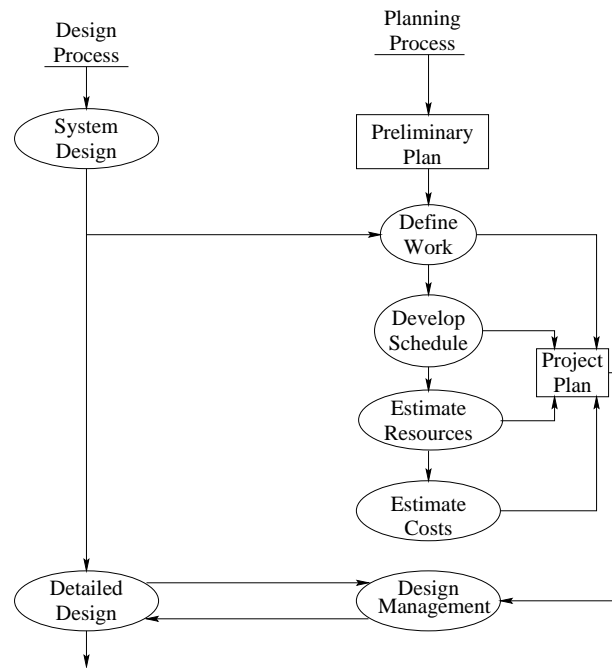 Design
Process
Planning
Process
System
Design
Preliminary
Plan
Define
Work
Develop
Schedule
Project
Plan
Estimate
Resources
Estimate
Costs
Detailed
Design
Design
Management